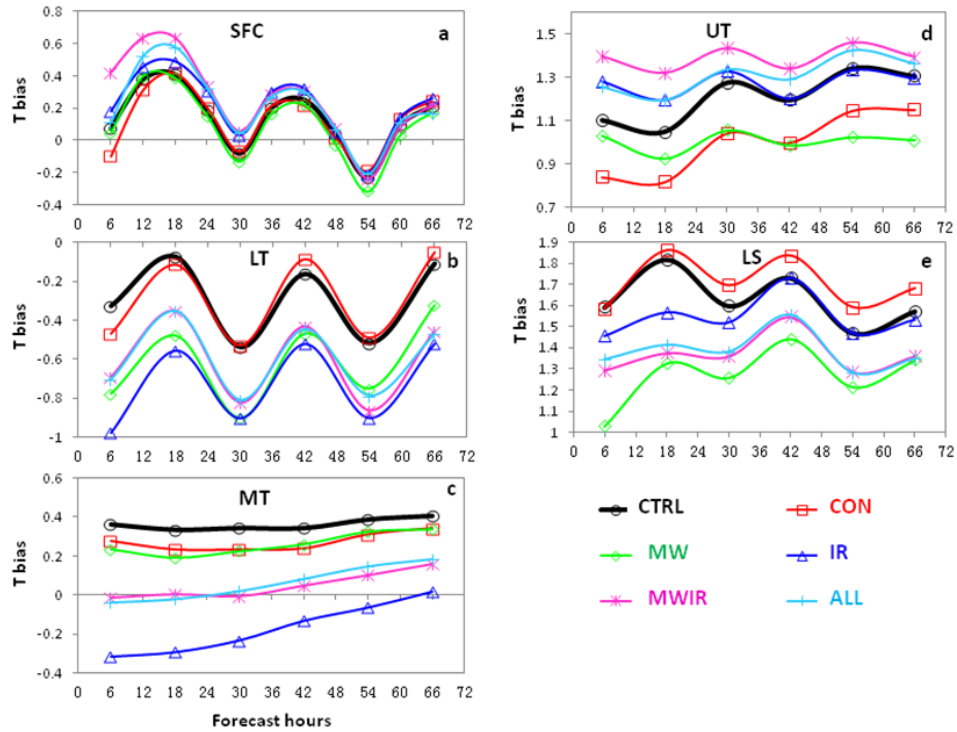 SFC
a
T bias
0.8
0.6
0.4
0.2
0
-0.2
-0.4
0 6 12 18 24 30 36 42 48 54 60 66 72
LT
b
T bias
0
-0.2
-0.4
-0.6
-0.8
-1
0 6 12 18 24 30 36 42 48 54 60 66 72
MT
c
T bias
0.6
0.4
0.2
0
-0.2
-0.4
0 6 12 18 24 30 36 42 48 54 60 66 72
Forecast hours
UT
d
T bias
1.5
1.3
1.1
0.9
0.7
0 6 12 18 24 30 36 42 48 54 60 66 72
LS
e
T bias
1.9
1.8
1.7
1.6
1.5
1.4
1.3
1.2
1.1
1
0 6 12 18 24 30 36 42 48 54 60 66 72
CTRL CON
MW IR
MWIR ALL